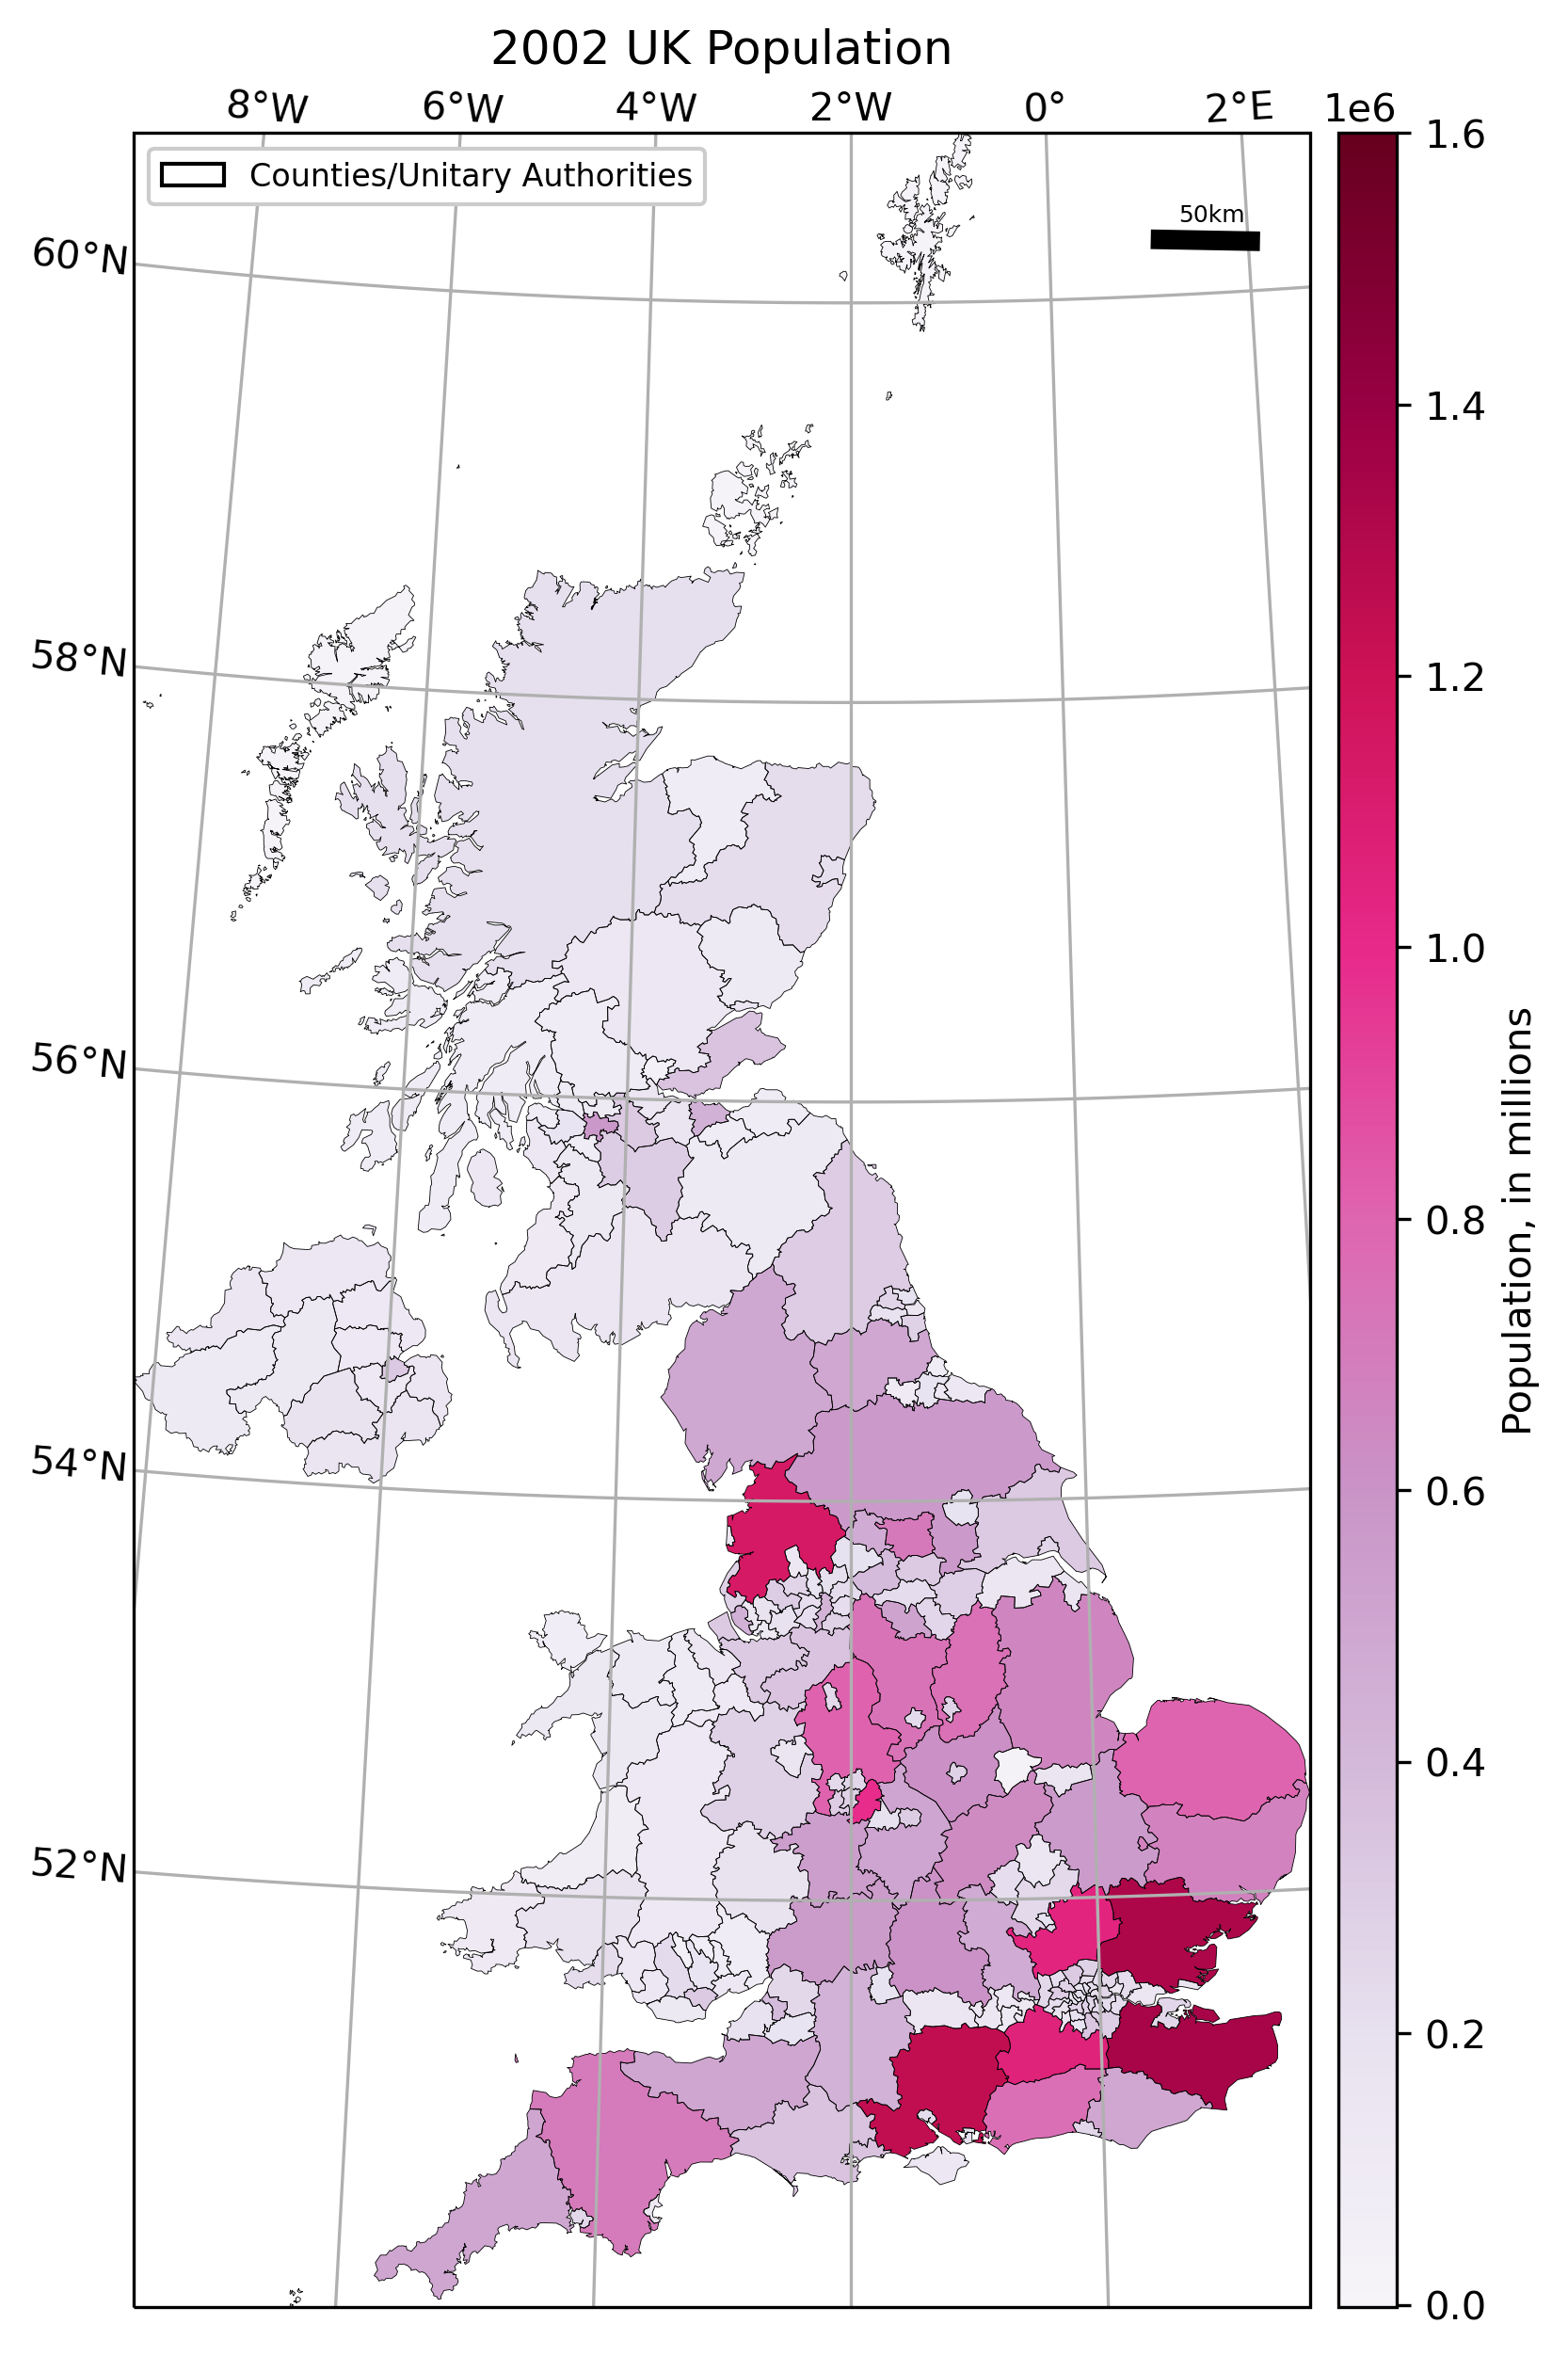 2002 UK Population
8°W 6°W 4°W 2°W 0° 2°E 1e6
Counties/Unitary Authorities
50km
60°N
58°N
56°N
54°N
52°N
1.6
1.4
1.2
1.0
0.8
0.6
0.4
0.2
0.0
Population, in millions